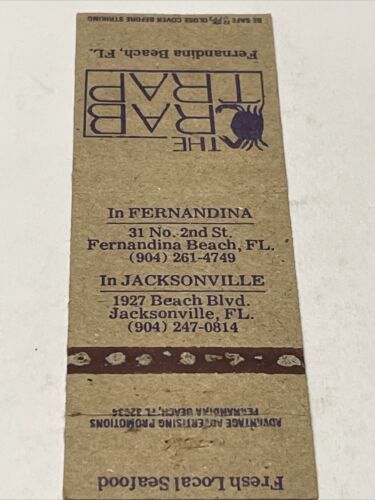 BE SAFE, CLOSE COVER BEFORE STRIKING
Fernandina Beach, FL.
THE
CRAB
TRAP
In FERNANDINA
31 No. 2nd St.
Fernandina Beach, FL.
(904) 261-4749
In JACKSONVILLE
1927 Beach Blvd.
Jacksonville, FL.
(904) 247-0814
ADVANTAGE ADVERTISING PROMOTIONS
FERNANDINA BEACH, FL 32034
Fresh Local Seafood